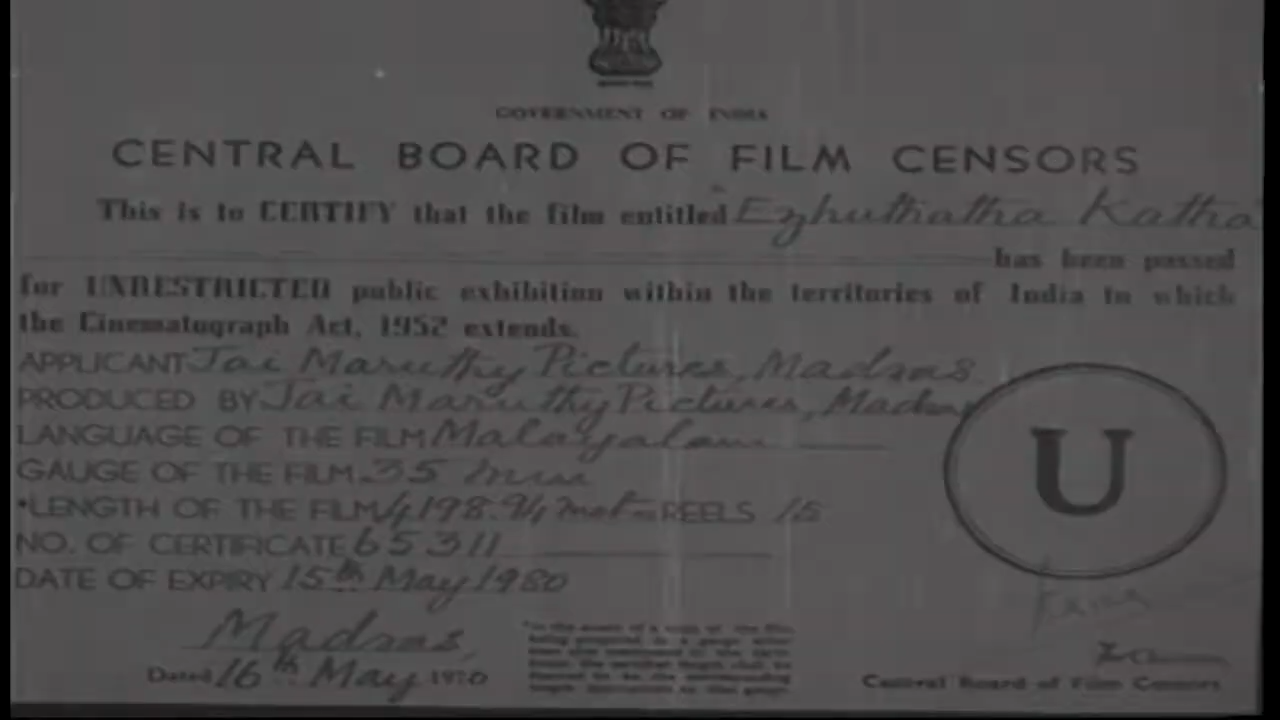 GOVERNMENT OF INDIA
CENTRAL BOARD OF FILM CENSORS
This is to CERTIFY that the film entitled "Ezhuthatha Katha"
has been passed
for UNRESTRICTED public exhibition within the territories of India to which
the Cinematograph Act, 1952 extends.
APPLICANT Jai Maruthy Pictures, Madras.
PRODUCED BY Jai Maruthy Pictures, Madras
LANGUAGE OF THE FILM Malayalam
GAUGE OF THE FILM 35 mm
*LENGTH OF THE FILM 4198.94 REELS 15
NO. OF CERTIFICATE 65311
DATE OF EXPIRY 15th May 1980
U
Madras,
Dated 16th May 1970
Central Board of Film Censors